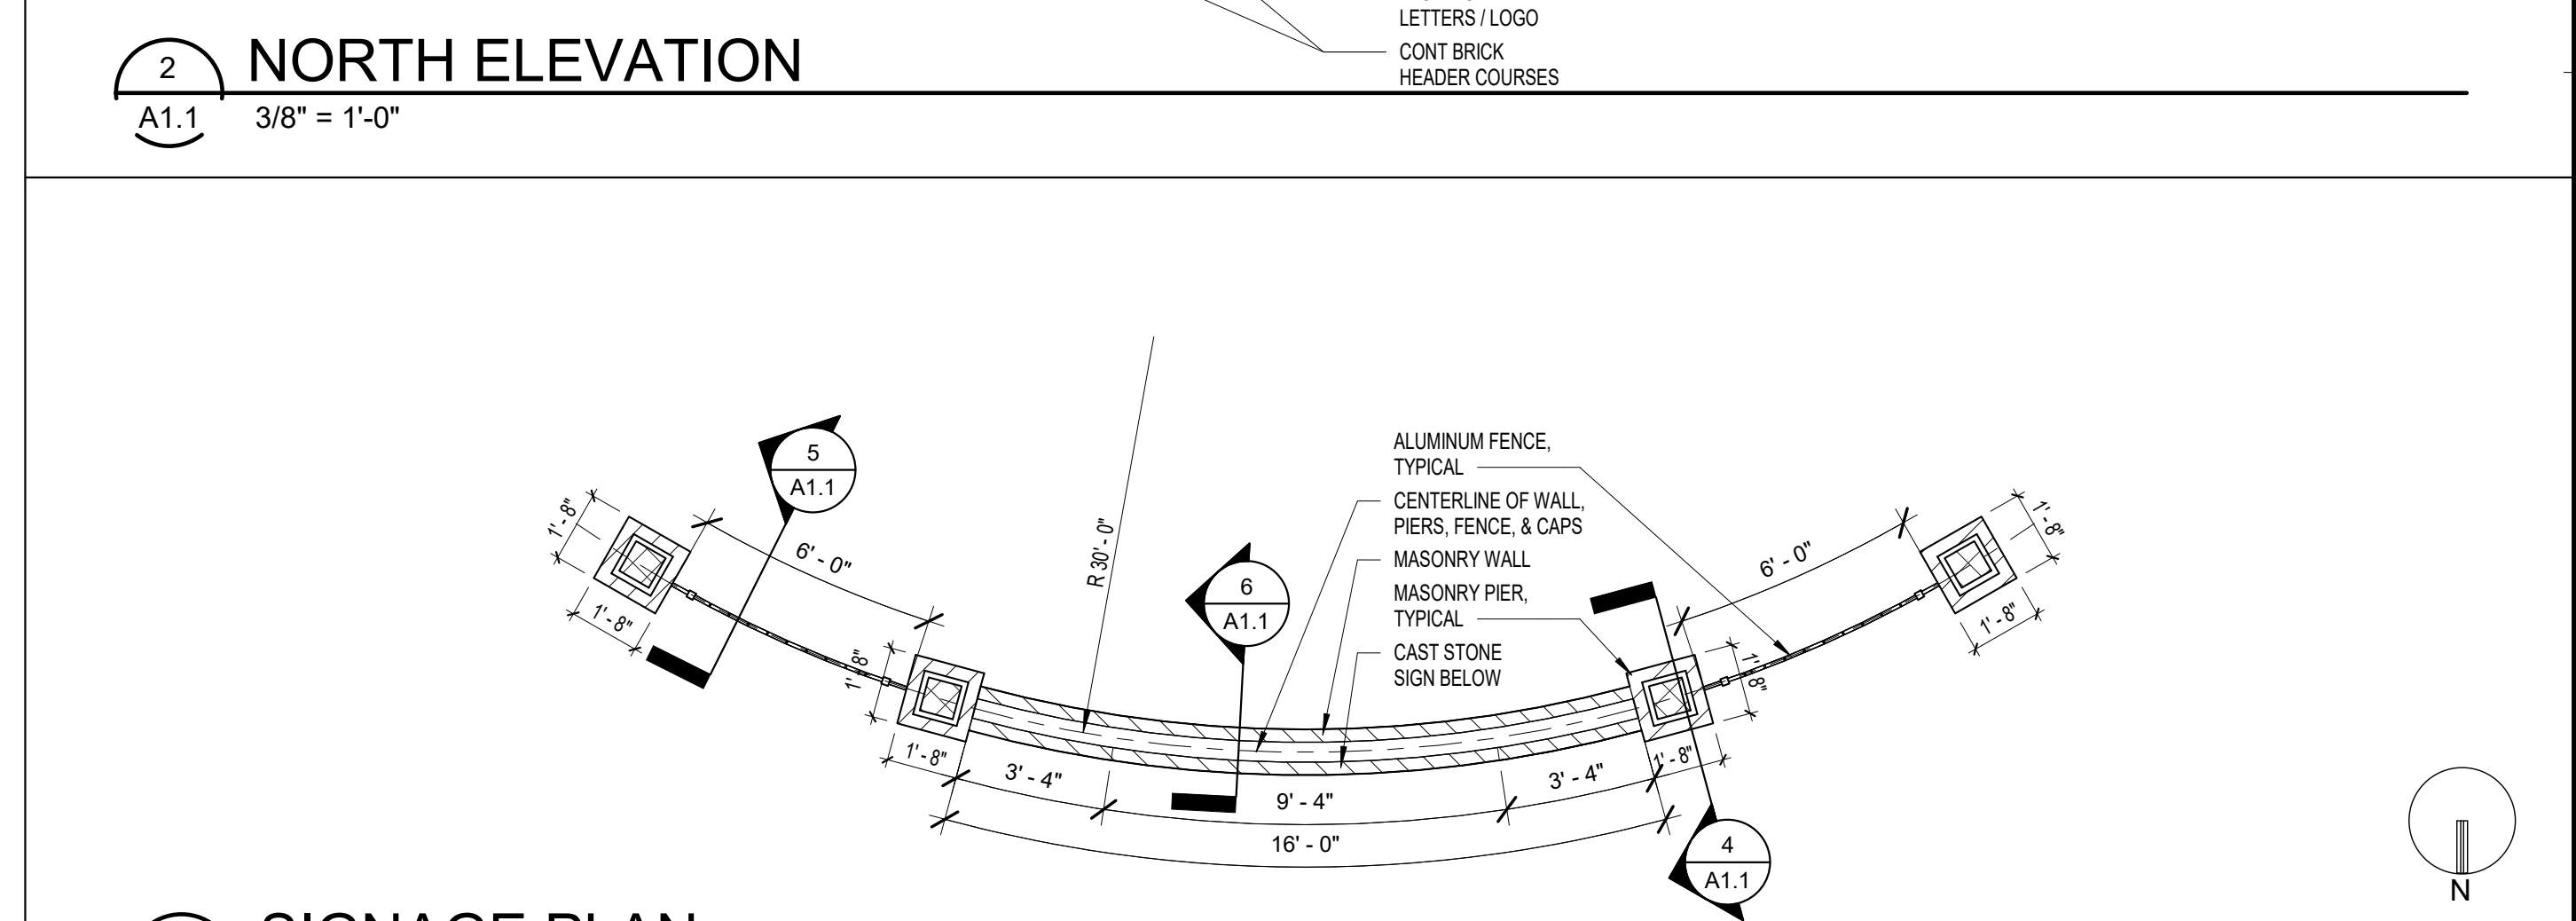 LETTERS / LOGO
CONT BRICK
HEADER COURSES
2
NORTH ELEVATION
A1.1
3/8" = 1'-0"
5
A1.1
ALUMINUM FENCE,
TYPICAL
CENTERLINE OF WALL,
PIERS, FENCE, & CAPS
MASONRY WALL
MASONRY PIER,
TYPICAL
CAST STONE
SIGN BELOW
1' - 8"
6' - 0"
R 30' - 0"
6
A1.1
6' - 0"
1' - 8"
1' - 8"
1' - 8"
1' - 8"
1' - 8"
1' - 8"
1' - 8"
3' - 4"
9' - 4"
3' - 4"
16' - 0"
4
A1.1
N
SIGNAGE PLAN